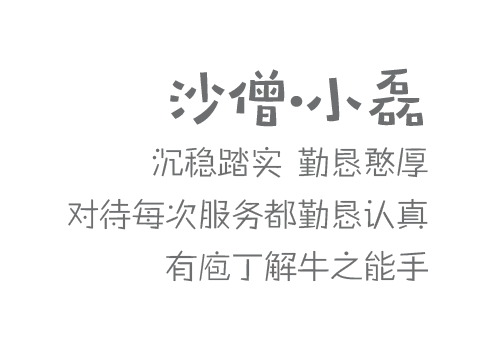 沙僧·小磊
沉稳踏实 勤恳憨厚
对待每次服务都勤恳认真
有庖丁解牛之能手